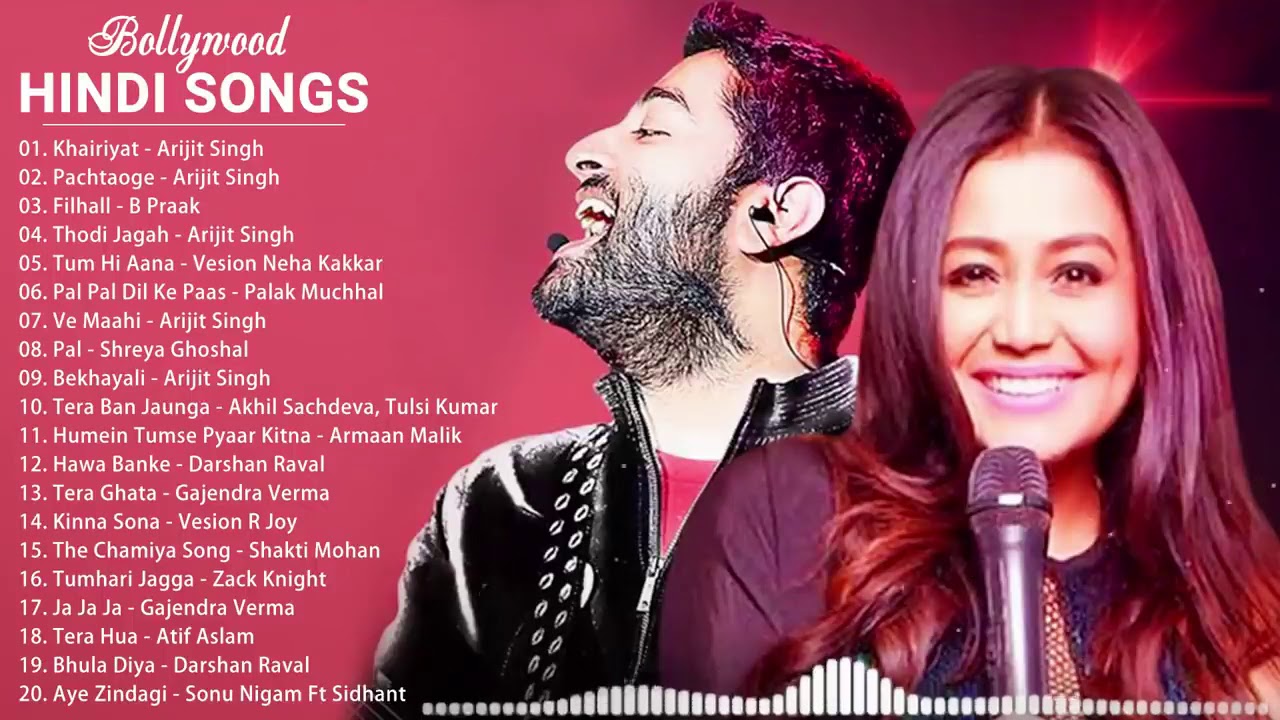 Bollywood
HINDI SONGS
01. Khairiyat - Arijit Singh
02. Pachtaoge - Arijit Singh
03. Filhall - B Praak
04. Thodi Jagah - Arijit Singh
05. Tum Hi Aana - Vesion Neha Kakkar
06. Pal Pal Dil Ke Paas - Palak Muchhal
07. Ve Maahi - Arijit Singh
08. Pal - Shreya Ghoshal
09. Bekhayali - Arijit Singh
10. Tera Ban Jaunga - Akhil Sachdeva, Tulsi Kumar
11. Humein Tumse Pyaar Kitna - Armaan Malik
12. Hawa Banke - Darshan Raval
13. Tera Ghata - Gajendra Verma
14. Kinna Sona - Vesion R Joy
15. The Chamiya Song - Shakti Mohan
16. Tumhari Jagga - Zack Knight
17. Ja Ja Ja - Gajendra Verma
18. Tera Hua - Atif Aslam
19. Bhula Diya - Darshan Raval
20. Aye Zindagi - Sonu Nigam Ft Sidhant